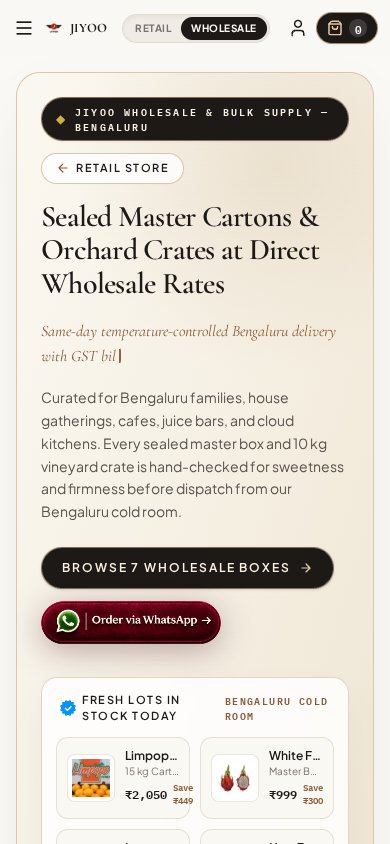 JIYOO
RETAIL
WHOLESALE
0
JIYOO WHOLESALE & BULK SUPPLY —
BENGALURU
← RETAIL STORE
Sealed Master Cartons &
Orchard Crates at Direct
Wholesale Rates
Same-day temperature-controlled Bengaluru delivery
with GST bil
Curated for Bengaluru families, house
gatherings, cafes, juice bars, and cloud
kitchens. Every sealed master box and 10 kg
vineyard crate is hand-checked for sweetness
and firmness before dispatch from our
Bengaluru cold room.
BROWSE 7 WHOLESALE BOXES →
Order via WhatsApp →
FRESH LOTS IN
STOCK TODAY
BENGALURU COLD
ROOM
Limpop…
15 kg Cart…
₹2,050
Save
₹449
White F…
Master B…
₹999
Save
₹300